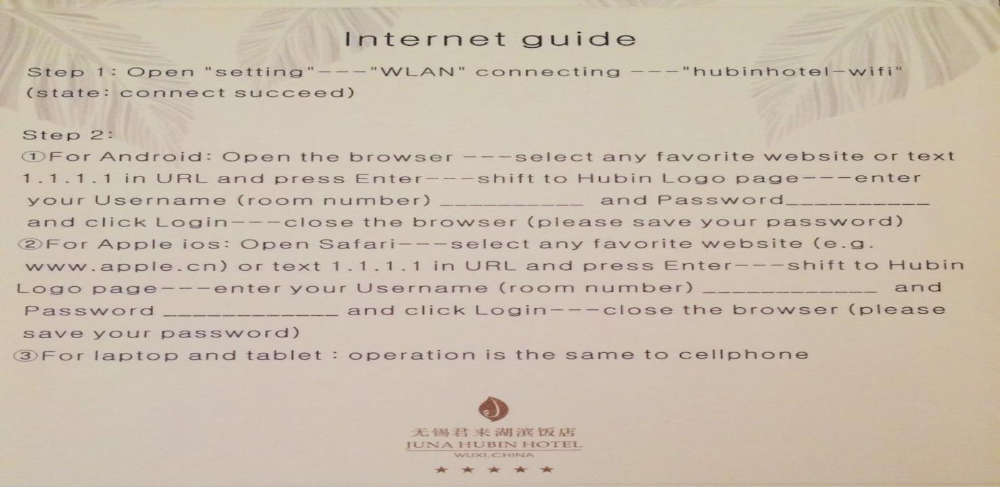 Internet guide
Step 1: Open "setting"---"WLAN" connecting ---"hubinhotel-wifi"
(state: connect succeed)
Step 2:
①For Android: Open the browser ---select any favorite website or text
1.1.1.1 in URL and press Enter---shift to Hubin Logo page---enter
your Username (room number) __________ and Password__________
and click Login---close the browser (please save your password)
②For Apple ios: Open Safari---select any favorite website (e.g.
www.apple.cn) or text 1.1.1.1 in URL and press Enter---shift to Hubin
Logo page---enter your Username (room number) ____________ and
Password ____________ and click Login---close the browser (please
save your password)
③For laptop and tablet : operation is the same to cellphone
无锡君来湖滨饭店
JUNA HUBIN HOTEL
WUXI, CHINA
★ ★ ★ ★ ★